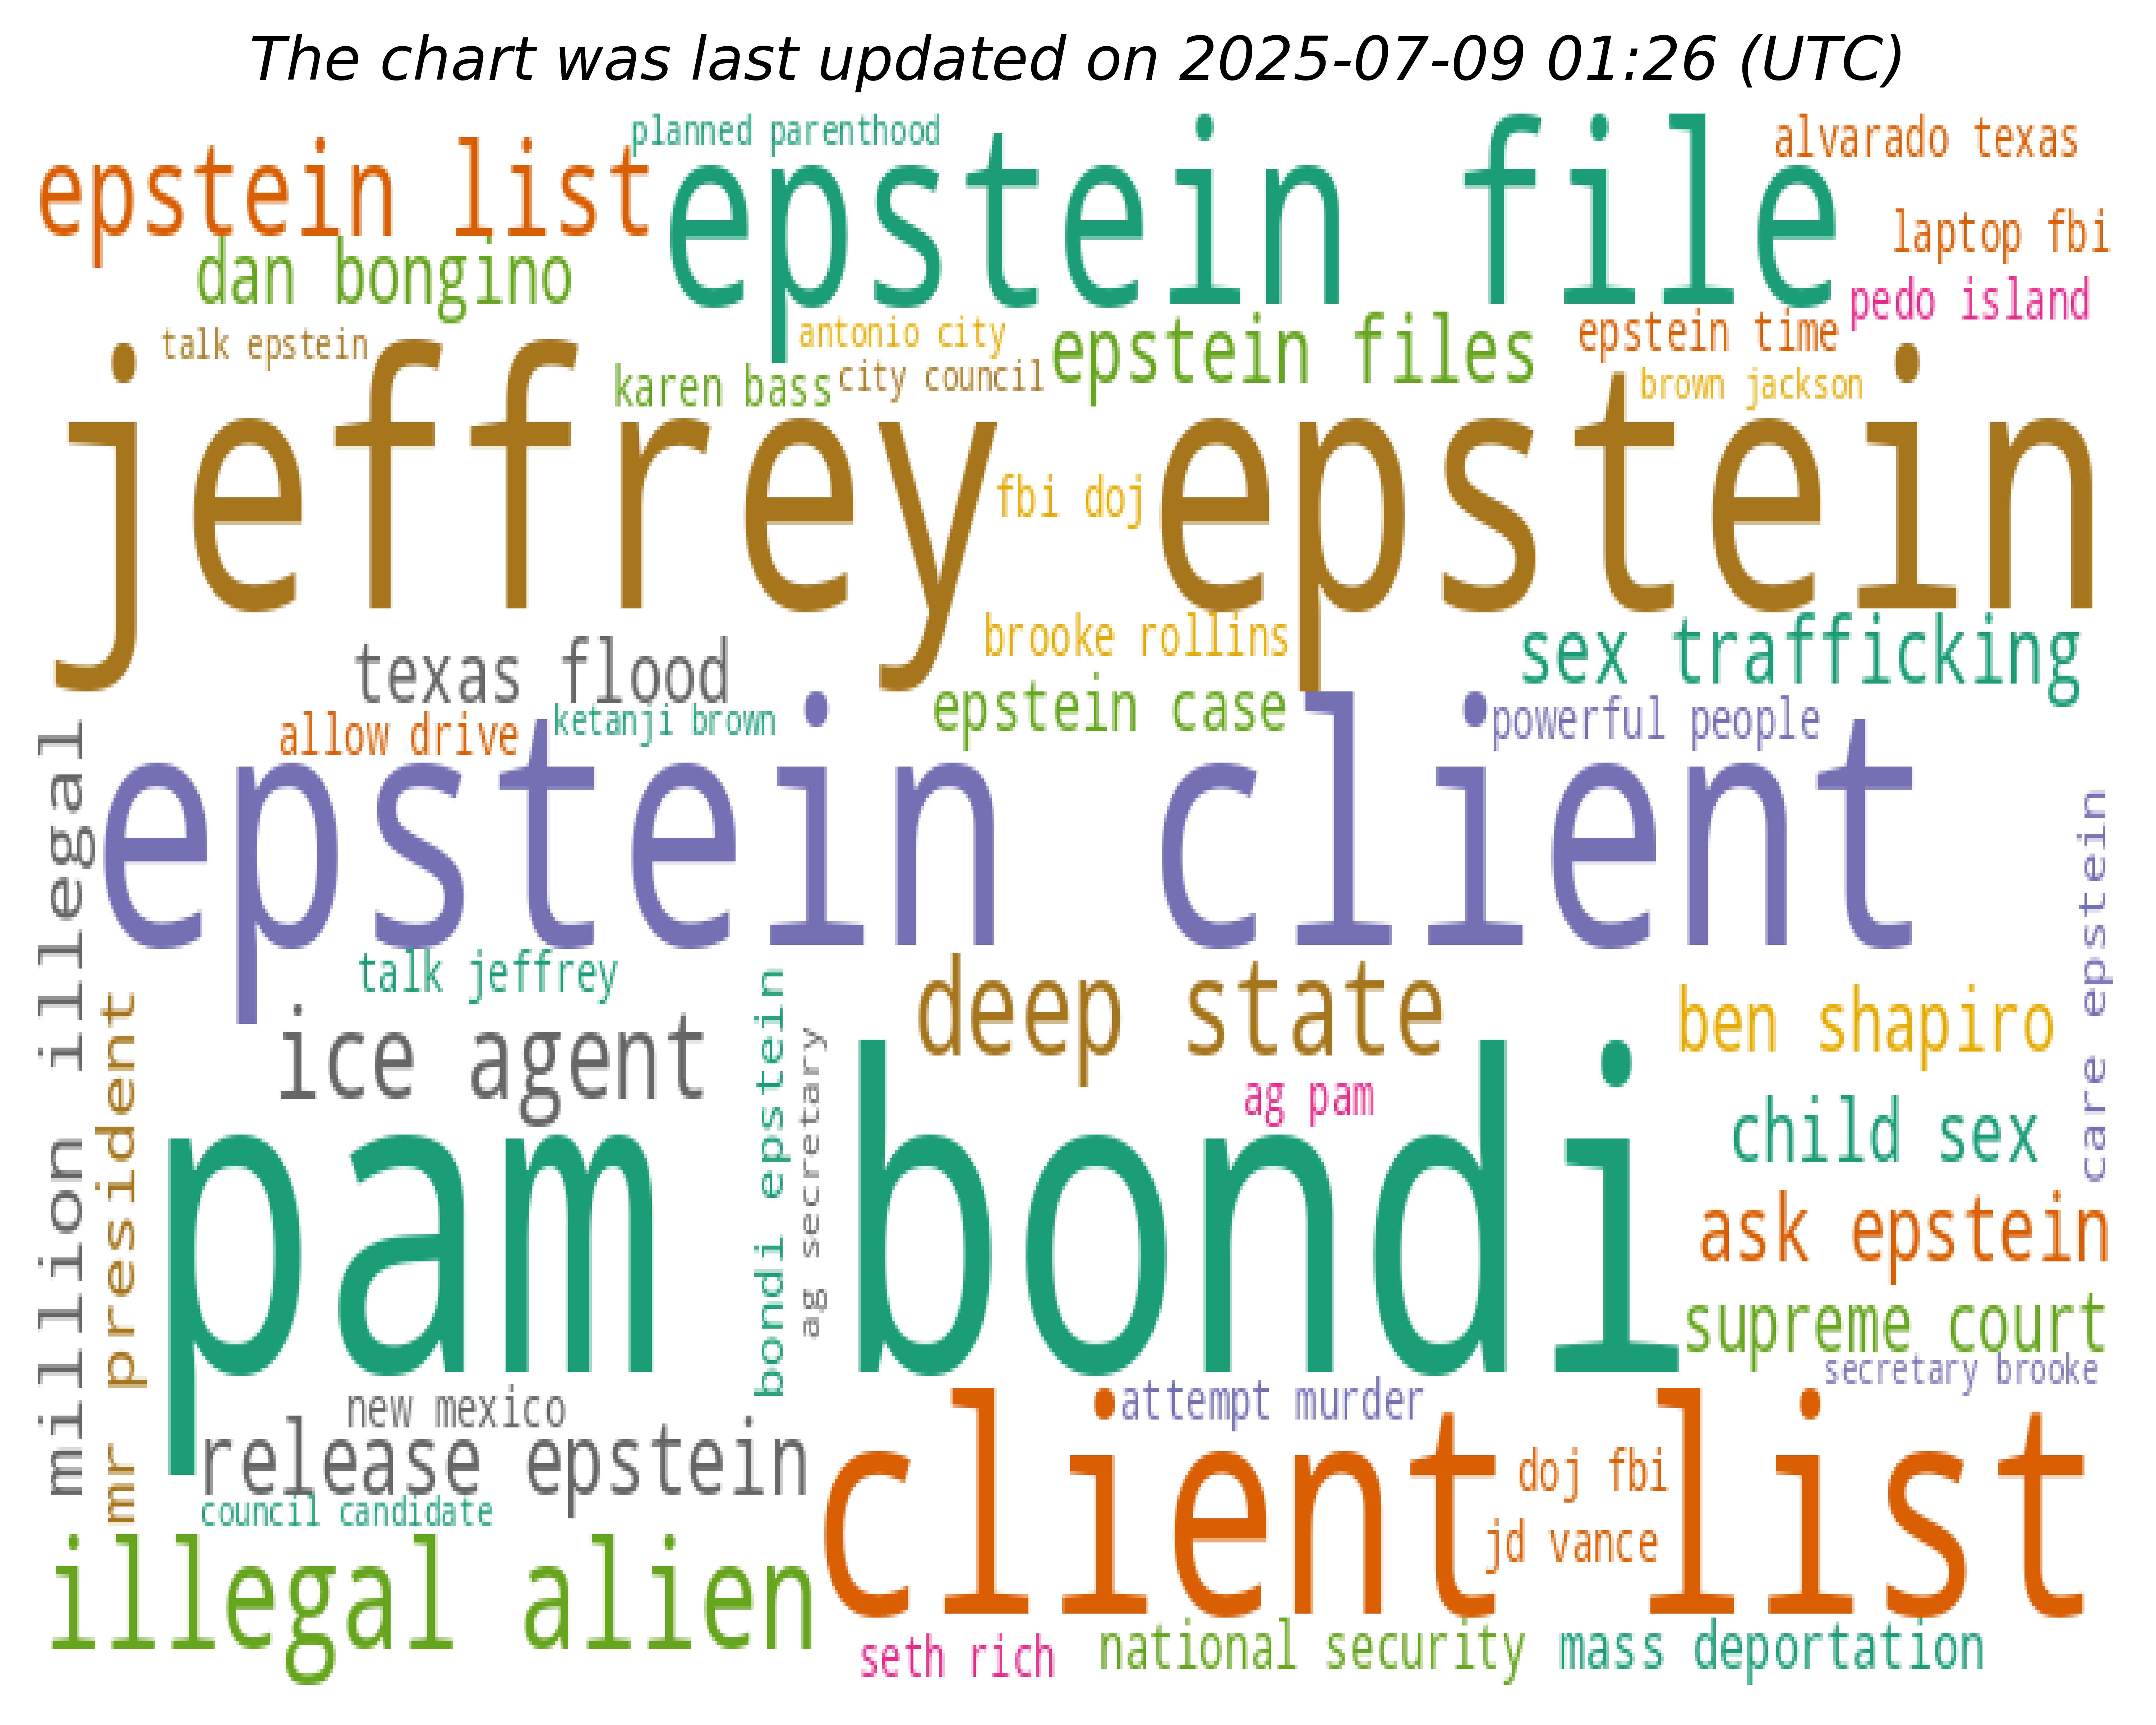 The chart was last updated on 2025-07-09 01:26 (UTC)
planned parenthood
epstein list
epstein file
alvarado texas
laptop fbi
dan bongino
pedo island
talk epstein
antonio city
epstein files
epstein time
karen bass
city council
brown jackson
jeffrey epstein
fbi doj
brooke rollins
sex trafficking
texas flood
epstein case
powerful people
allow drive
ketanji brown
epstein client
million illegal
care epstein
talk jeffrey
deep state
ben shapiro
mr president
ice agent
bondi epstein
ag secretary
ag pam
child sex
pam bondi
ask epstein
supreme court
secretary brooke
new mexico
attempt murder
release epstein
client list
doj fbi
council candidate
jd vance
illegal alien
seth rich
national security
mass deportation